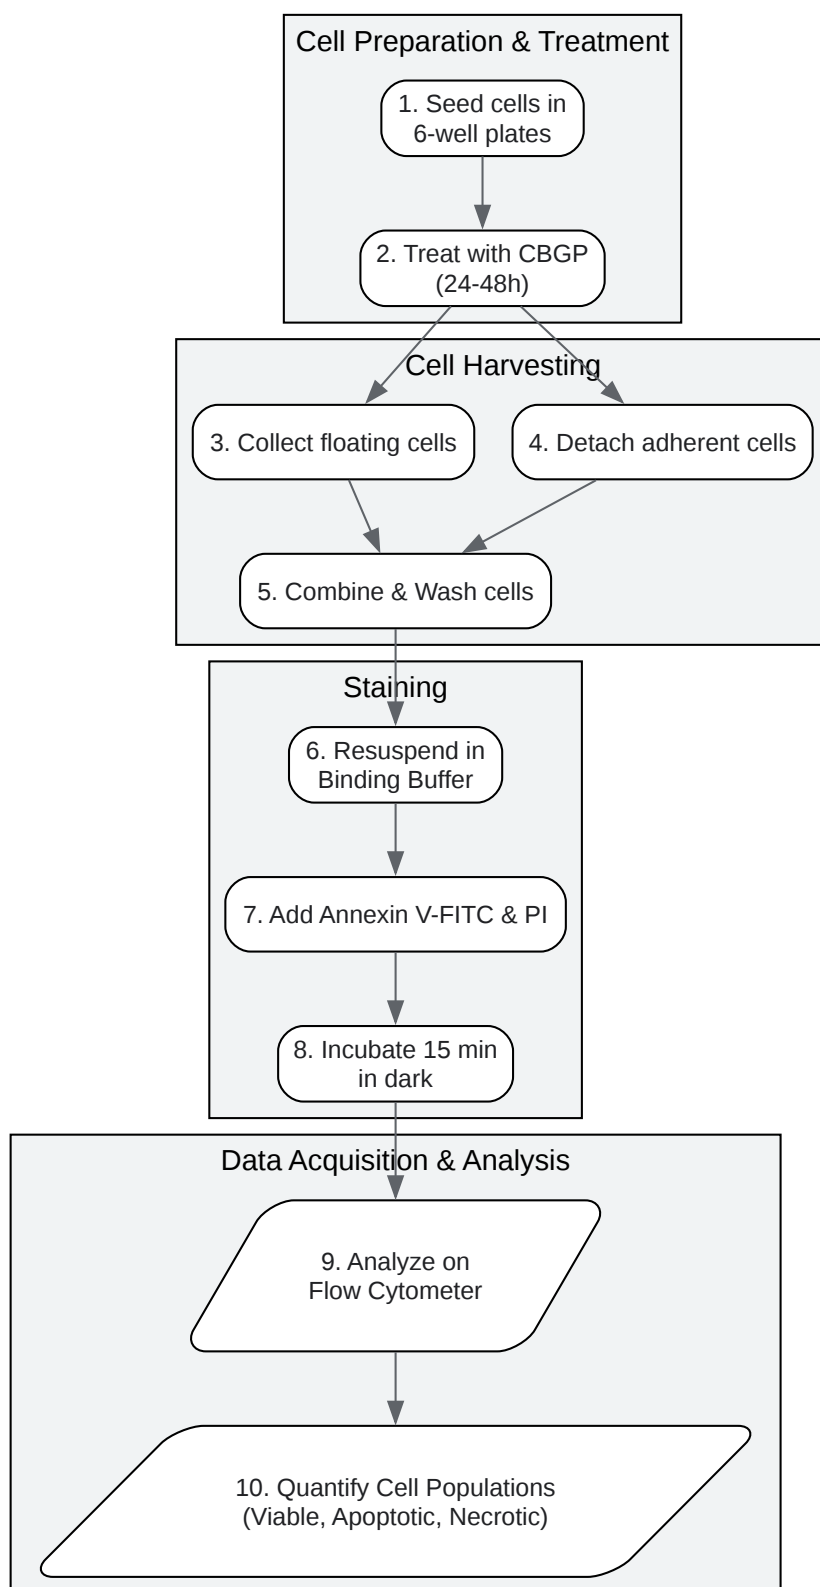 Cell Preparation & Treatment
1. Seed cells in
6-well plates
2. Treat with CBGP
(24-48h)
Cell Harvesting
3. Collect floating cells
4. Detach adherent cells
5. Combine & Wash cells
Staining
6. Resuspend in
Binding Buffer
7. Add Annexin V-FITC & PI
8. Incubate 15 min
in dark
Data Acquisition & Analysis
9. Analyze on
Flow Cytometer
10. Quantify Cell Populations
(Viable, Apoptotic, Necrotic)